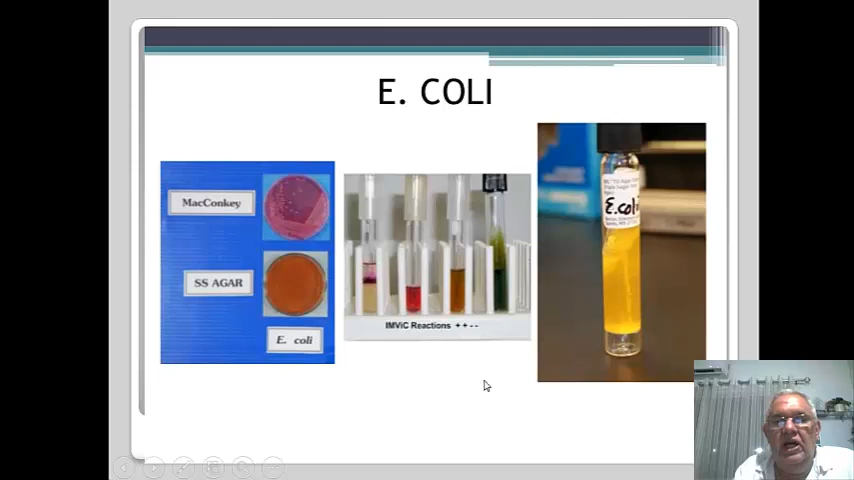 E. COLI
MacConkey
SS AGAR
E. coli
IMViC Reactions + + - -
E.coli